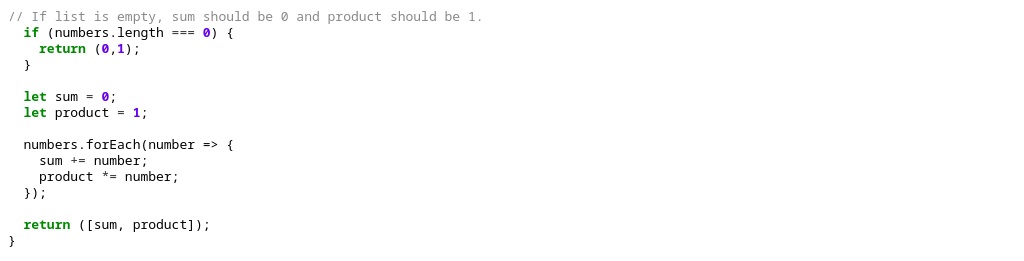 // If list is empty, sum should be 0 and product should be 1.
  if (numbers.length === 0) {
    return (0,1);
  }

  let sum = 0;
  let product = 1;

  numbers.forEach(number => {
    sum += number;
    product *= number;
  });

  return ([sum, product]);
}